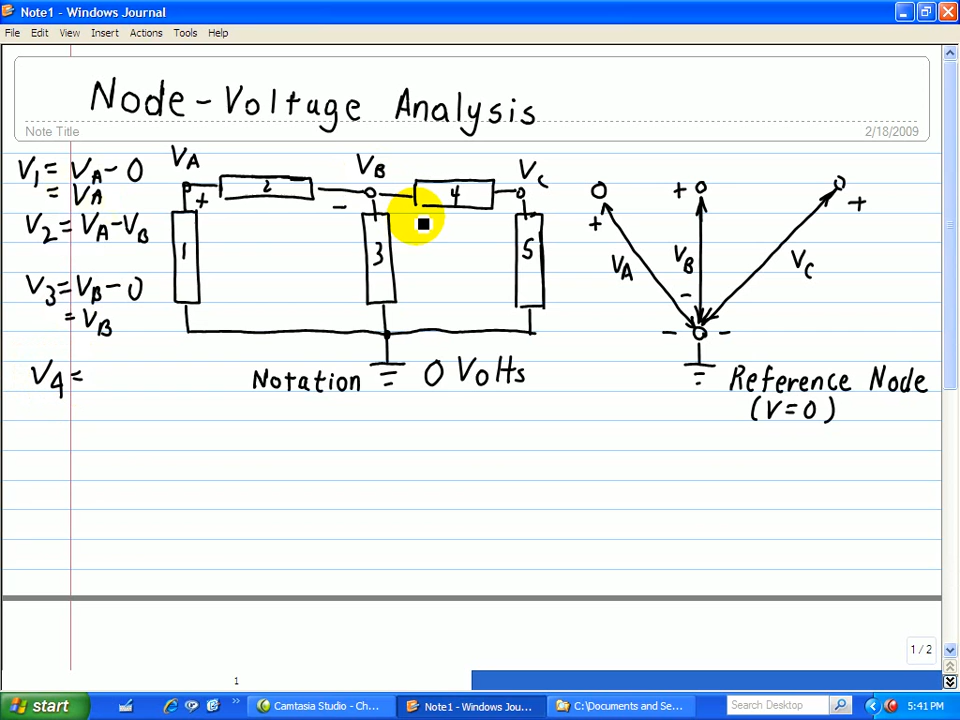 Note1 - Windows Journal
File Edit View Insert Actions Tools Help
Node-Voltage Analysis
Note Title
2/18/2009
V1 = VA - 0
= VA
V2 = VA - VB
V3 = VB - 0
= VB
V4 =
VA VB VC
+ 2 - 4
1 3 5
Notation 0 Volts
+ + +
VA VB VC
-
- -
Reference Node
(V=0)
1 / 2
1
start Camtasia Studio - Ch... Note1 - Windows Jou... C:\Documents and Se... Search Desktop 5:41 PM